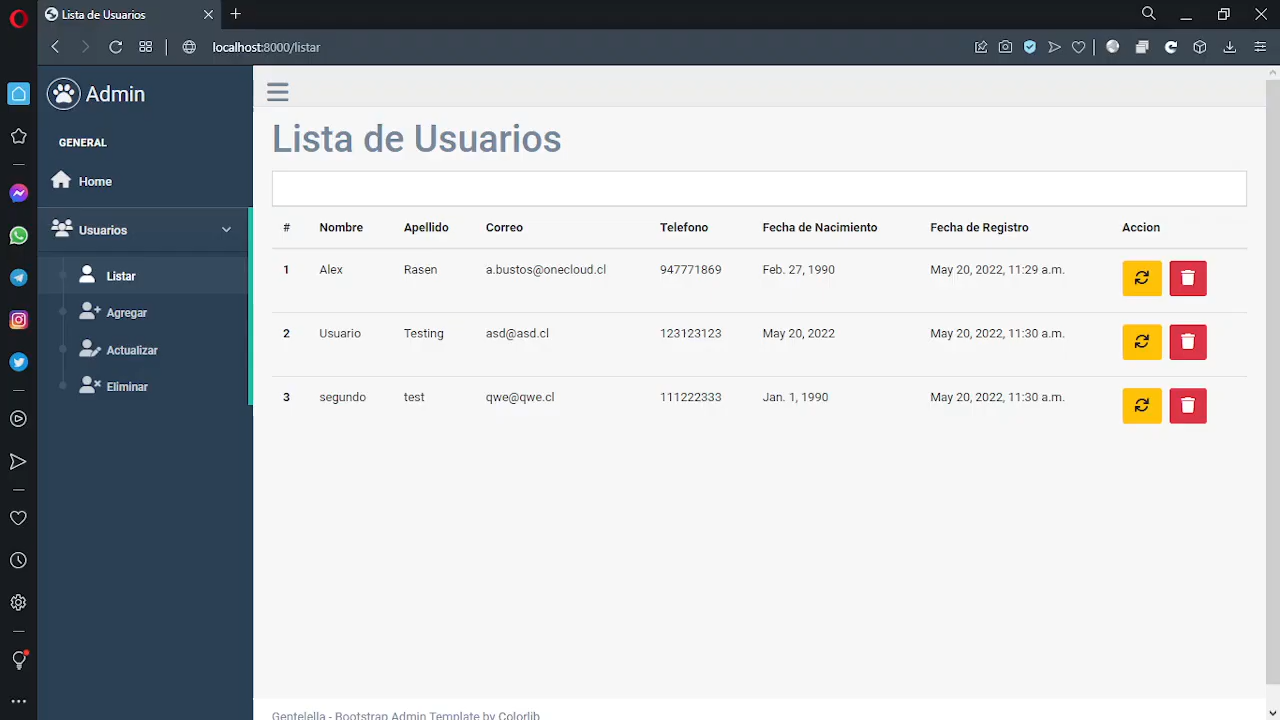 Lista de Usuarios
localhost:8000/listar
Admin
GENERAL
Home
Usuarios
Listar
Agregar
Actualizar
Eliminar
Lista de Usuarios
# Nombre Apellido Correo Telefono Fecha de Nacimiento Fecha de Registro Accion
1 Alex Rasen a.bustos@onecloud.cl 947771869 Feb. 27, 1990 May 20, 2022, 11:29 a.m.
2 Usuario Testing asd@asd.cl 123123123 May 20, 2022 May 20, 2022, 11:30 a.m.
3 segundo test qwe@qwe.cl 111222333 Jan. 1, 1990 May 20, 2022, 11:30 a.m.
Gentelella - Bootstrap Admin Template by Colorlib